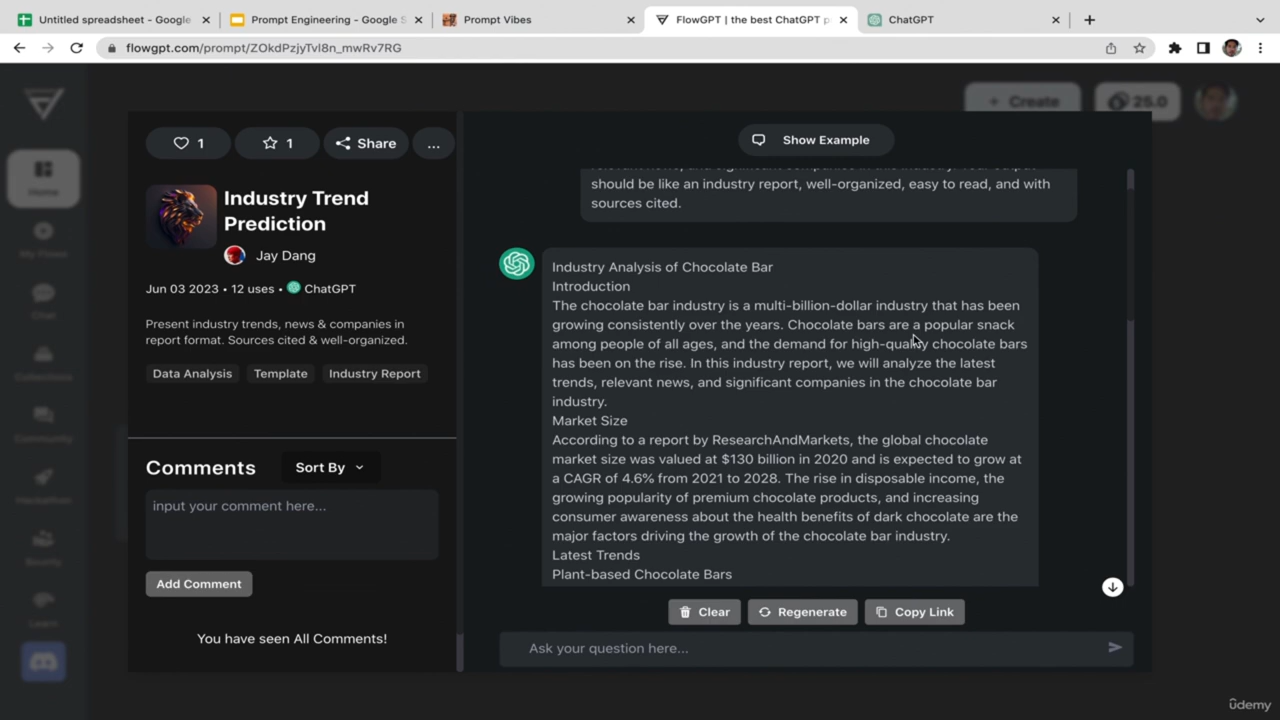 Untitled spreadsheet - Google
Prompt Engineering - Google S
Prompt Vibes
FlowGPT | the best ChatGPT p
ChatGPT
flowgpt.com/prompt/ZOkdPzjyTvl8n_mwRv7RG
+ Create
25.0
Home
My Flows
Chat
Collections
Community
Hackathon
Bounty
Learn
1
1
Share
...
Industry Trend
Prediction
Jay Dang
Jun 03 2023 • 12 uses • ChatGPT
Present industry trends, news & companies in
report format. Sources cited & well-organized.
Data Analysis
Template
Industry Report
Comments
Sort By
input your comment here...
Add Comment
You have seen All Comments!
Show Example
should be like an industry report, well-organized, easy to read, and with
sources cited.
Industry Analysis of Chocolate Bar
Introduction
The chocolate bar industry is a multi-billion-dollar industry that has been
growing consistently over the years. Chocolate bars are a popular snack
among people of all ages, and the demand for high-quality chocolate bars
has been on the rise. In this industry report, we will analyze the latest
trends, relevant news, and significant companies in the chocolate bar
industry.
Market Size
According to a report by ResearchAndMarkets, the global chocolate
market size was valued at $130 billion in 2020 and is expected to grow at
a CAGR of 4.6% from 2021 to 2028. The rise in disposable income, the
growing popularity of premium chocolate products, and increasing
consumer awareness about the health benefits of dark chocolate are the
major factors driving the growth of the chocolate bar industry.
Latest Trends
Plant-based Chocolate Bars
Clear
Regenerate
Copy Link
Ask your question here...
ûdemy